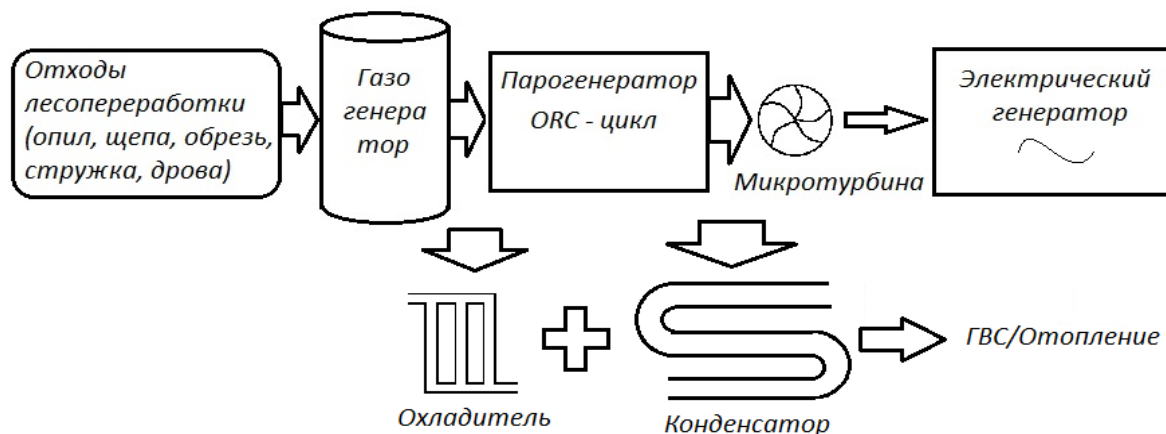 Отходы
лесопереработки
(опил, щепа, обрезь,
стружка, дрова)
Газо
генера
тор
Парогенератор
ORC - цикл
Микротурбина
Электрический
генератор
Охладитель
Конденсатор
ГВС/Отопление